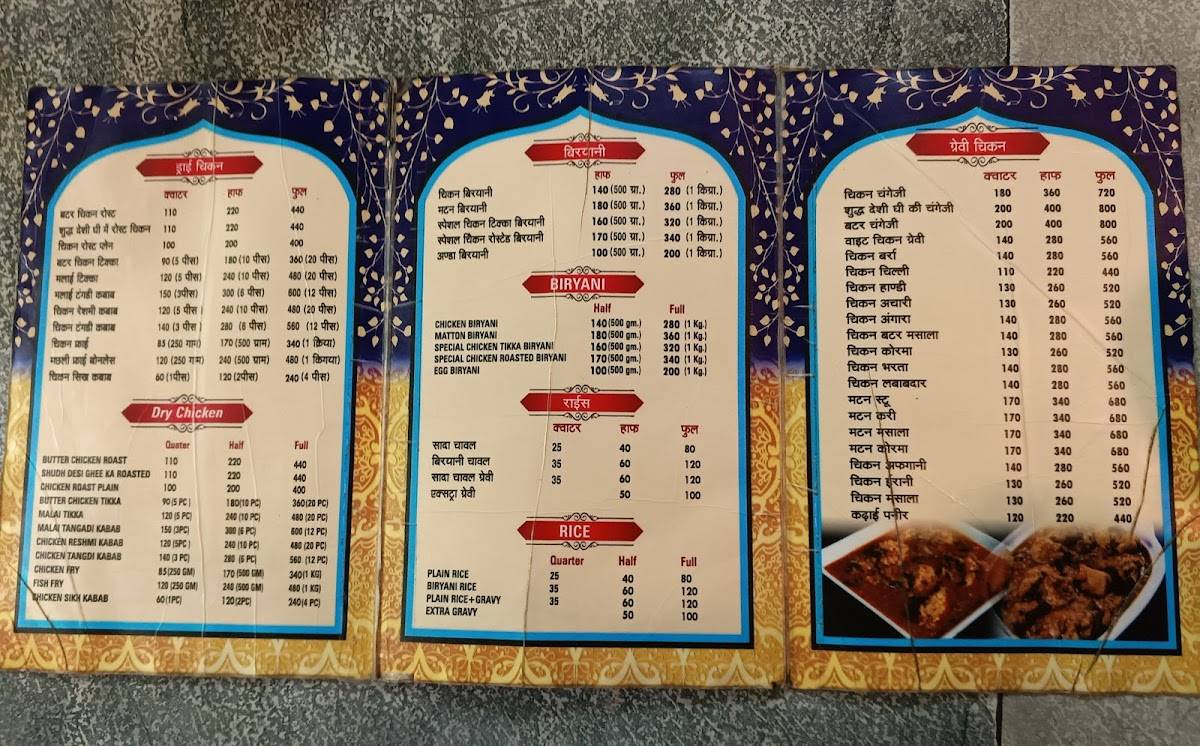 ड्राई चिकन
क्वाटर हाफ फुल
बटर चिकन रोस्ट 110 220 440
शुद्ध देशी घी में रोस्ट चिकन 110 220 440
चिकन रोस्ट प्लेन 100 200 400
बटर चिकन टिक्का 90 (5 पीस) 180 (10 पीस) 360 (20 पीस)
मलाई टिक्का 120 (5 पीस) 240 (10 पीस) 480 (20 पीस)
मलाई टंगड़ी कबाब 150 (3पीस) 300 (6 पीस) 600 (12 पीस)
चिकन रेशमी कबाब 120 (5 पीस) 240 (10 पीस) 480 (20 पीस)
चिकन टंगड़ी कबाब 140 (3 पीस) 280 (6 पीस) 560 (12 पीस)
चिकन फ्राई 85 (250 ग्राम) 170 (500 ग्राम) 340 (1 किग्रा)
मछली फ्राई बोनलेस 120 (250 ग्राम) 240 (500 ग्राम) 480 (1 किगया)
चिकन सिख कबाब 60 (1पीस) 120 (2पीस) 240 (4 पीस)
Dry Chicken
Quater Half Full
BUTTER CHICKEN ROAST 110 220 440
SHUDH DESI GHEE KA ROASTED 110 220 440
CHICKEN ROAST PLAIN 100 200 400
BUTTER CHICKEN TIKKA 90 (5 PC) 180(10 PC) 360(20 PC)
MALAI TIKKA 120 (5 PC) 240 (10 PC) 480 (20 PC)
MALAI TANGADI KABAB 150 (3PC) 300 (6 PC) 600 (12 PC)
CHICKEN RESHMI KABAB 120 (5PC) 240 (10 PC) 480 (20 PC)
CHICKEN TANGDI KABAB 140 (3 PC) 280 (6 PC) 560 (12 PC)
CHICKEN FRY 85(250 GM) 170 (500 GM) 340(1 KG)
FISH FRY 120 (250 GM) 240 (500 GM) 480 (1 KG)
CHICKEN SIKH KABAB 60(1PC) 120(2PC) 240(4 PC)
बिरयानी
हाफ फुल
चिकन बिरयानी 140 (500 ग्रा.) 280 (1 किग्रा.)
मटन बिरयानी 180 (500 ग्रा.) 360 (1 किग्रा.)
स्पेशल चिकन टिक्का बिरयानी 160 (500 ग्रा.) 320 (1 किग्रा.)
स्पेशल चिकन रोस्टेड बिरयानी 170 (500 ग्रा.) 340 (1 किग्रा.)
अण्डा बिरयानी 100 (500 ग्रा.) 200 (1 किग्रा.)
BIRYANI
Half Full
CHICKEN BIRYANI 140 (500 gm.) 280 (1 Kg.)
MATTON BIRYANI 180 (500 gm.) 360 (1 Kg.)
SPECIAL CHICKEN TIKKA BIRYANI 160 (500 gm.) 320 (1 Kg.)
SPECIAL CHICKEN ROASTED BIRYANI 170 (500 gm.) 340 (1 Kg.)
EGG BIRYANI 100 (500 gm.) 200 (1 Kg.)
राईस
क्वाटर हाफ फुल
सादा चावल 25 40 80
बिरयानी चावल 35 60 120
सादा चावल ग्रेवी 35 60 120
एक्सट्रा ग्रेवी 50 100
RICE
Quarter Half Full
PLAIN RICE 25 40 80
BIRYANI RICE 35 60 120
PLAIN RICE+GRAVY 35 60 120
EXTRA GRAVY 50 100
ग्रेवी चिकन
क्वाटर हाफ फुल
चिकन चंगेजी 180 360 720
शुद्ध देशी घी की चंगेजी 200 400 800
बटर चंगेजी 200 400 800
वाइट चिकन ग्रेवी 140 280 560
चिकन बर्रा 140 280 560
चिकन चिल्ली 110 220 440
चिकन हाण्डी 130 260 520
चिकन अचारी 130 260 520
चिकन अंगारा 140 280 560
चिकन बटर मसाला 140 280 560
चिकन कोरमा 130 260 520
चिकन भरता 140 280 560
चिकन लबाबदार 140 280 560
मटन स्टू 170 340 680
मटन करी 170 340 680
मटन मसाला 170 340 680
मटन कोरमा 170 340 680
चिकन अफगानी 140 280 560
चिकन ईरानी 130 260 520
चिकन मसाला 130 260 520
कढ़ाई पनीर 120 220 440